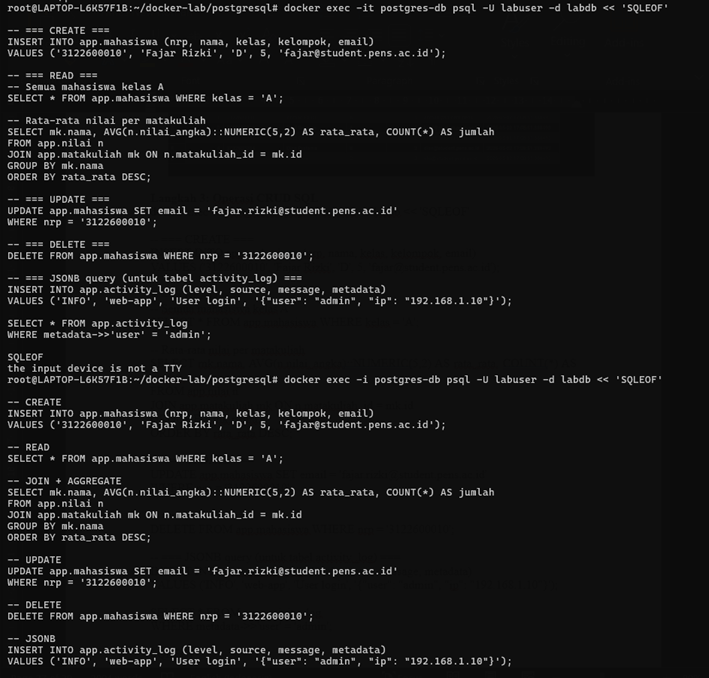 root@LAPTOP-L6K57F1B:~/docker-lab/postgresql# docker exec -it postgres-db psql -U labuser -d labdb << 'SQLEOF'
-- === CREATE ===
INSERT INTO app.mahasiswa (nrp, nama, kelas, kelompok, email)
VALUES ('3122600010', 'Fajar Rizki', 'D', 5, 'fajar@student.pens.ac.id');
-- === READ ===
-- Semua mahasiswa kelas A
SELECT * FROM app.mahasiswa WHERE kelas = 'A';
-- Rata-rata nilai per matakuliah
SELECT mk.nama, AVG(n.nilai_angka)::NUMERIC(5,2) AS rata_rata, COUNT(*) AS jumlah
FROM app.nilai n
JOIN app.matakuliah mk ON n.matakuliah_id = mk.id
GROUP BY mk.nama
ORDER BY rata_rata DESC;
-- === UPDATE ===
UPDATE app.mahasiswa SET email = 'fajar.rizki@student.pens.ac.id'
WHERE nrp = '3122600010';
-- === DELETE ===
DELETE FROM app.mahasiswa WHERE nrp = '3122600010';
-- === JSONB query (untuk tabel activity_log) ===
INSERT INTO app.activity_log (level, source, message, metadata)
VALUES ('INFO', 'web-app', 'User login', '{"user": "admin", "ip": "192.168.1.10"}');
SELECT * FROM app.activity_log
WHERE metadata->>'user' = 'admin';
SQLEOF
the input device is not a TTY
root@LAPTOP-L6K57F1B:~/docker-lab/postgresql# docker exec -i postgres-db psql -U labuser -d labdb << 'SQLEOF'
-- CREATE
INSERT INTO app.mahasiswa (nrp, nama, kelas, kelompok, email)
VALUES ('3122600010', 'Fajar Rizki', 'D', 5, 'fajar@student.pens.ac.id');
-- READ
SELECT * FROM app.mahasiswa WHERE kelas = 'A';
-- JOIN + AGGREGATE
SELECT mk.nama, AVG(n.nilai_angka)::NUMERIC(5,2) AS rata_rata, COUNT(*) AS jumlah
FROM app.nilai n
JOIN app.matakuliah mk ON n.matakuliah_id = mk.id
GROUP BY mk.nama
ORDER BY rata_rata DESC;
-- UPDATE
UPDATE app.mahasiswa SET email = 'fajar.rizki@student.pens.ac.id'
WHERE nrp = '3122600010';
-- DELETE
DELETE FROM app.mahasiswa WHERE nrp = '3122600010';
-- JSONB
INSERT INTO app.activity_log (level, source, message, metadata)
VALUES ('INFO', 'web-app', 'User login', '{"user": "admin", "ip": "192.168.1.10"}');